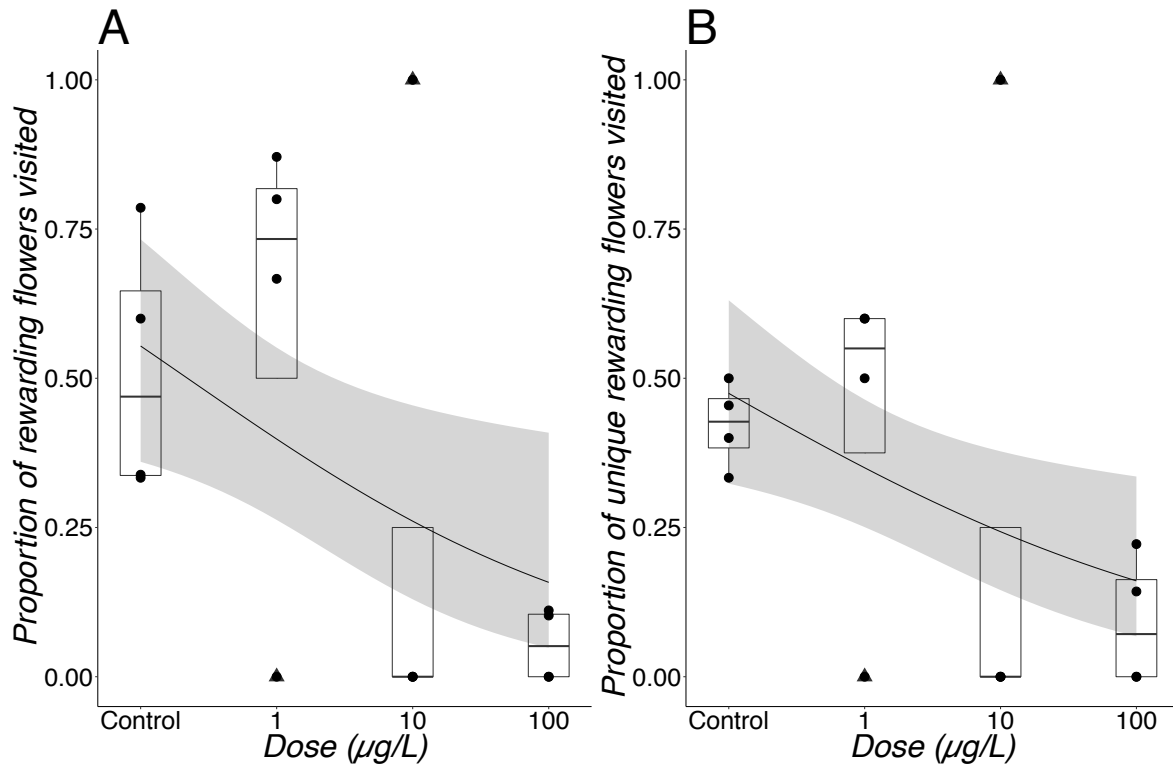 A
Proportion of rewarding flowers visited
1.00
0.75
0.50
0.25
0.00
Control 1 10 100
Dose (µg/L)
B
Proportion of unique rewarding flowers visited
1.00
0.75
0.50
0.25
0.00
Control 1 10 100
Dose (µg/L)